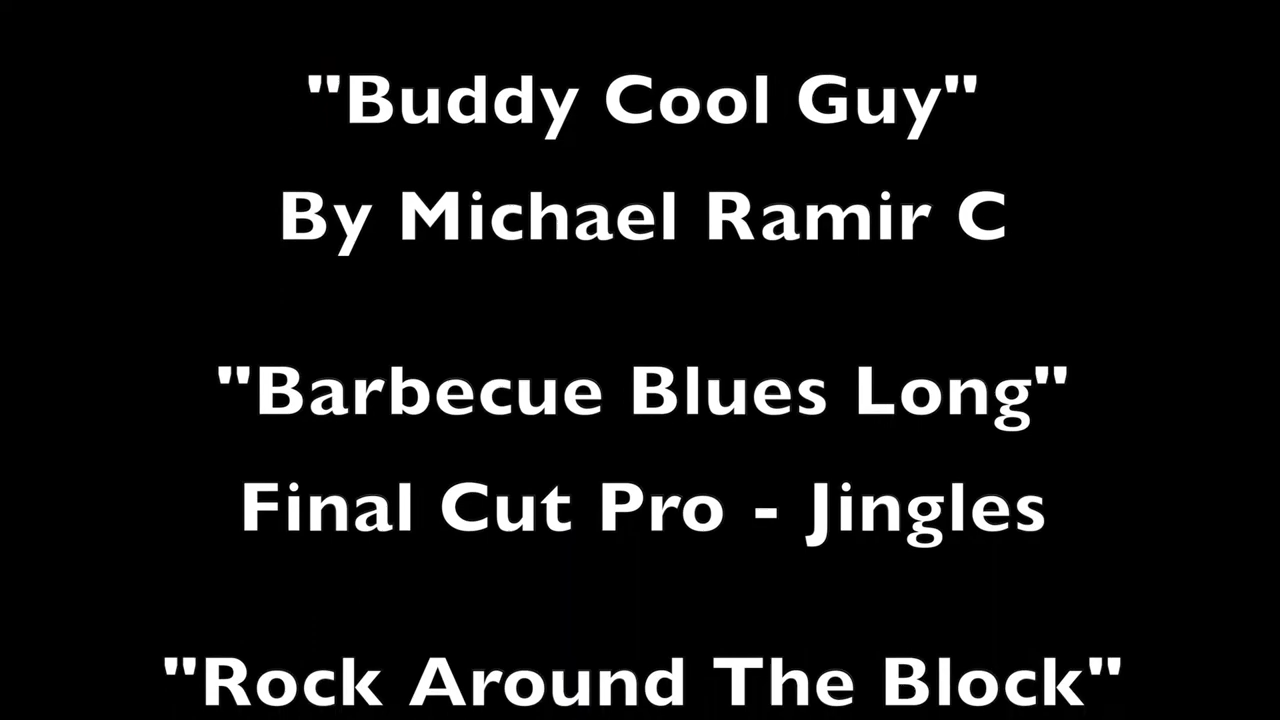 "Buddy Cool Guy"
By Michael Ramir C
"Barbecue Blues Long"
Final Cut Pro - Jingles
"Rock Around The Block"